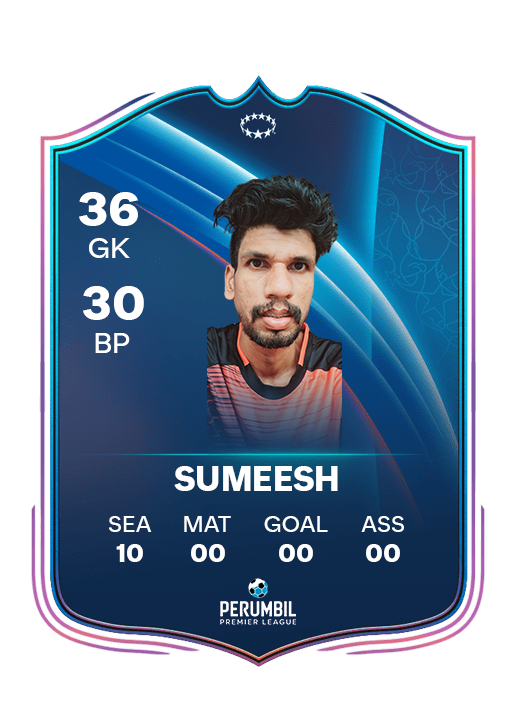 36
GK
30
BP
SUMEESH
SEA MAT GOAL ASS
10 00 00 00
PERUMBIL
PREMIER LEAGUE